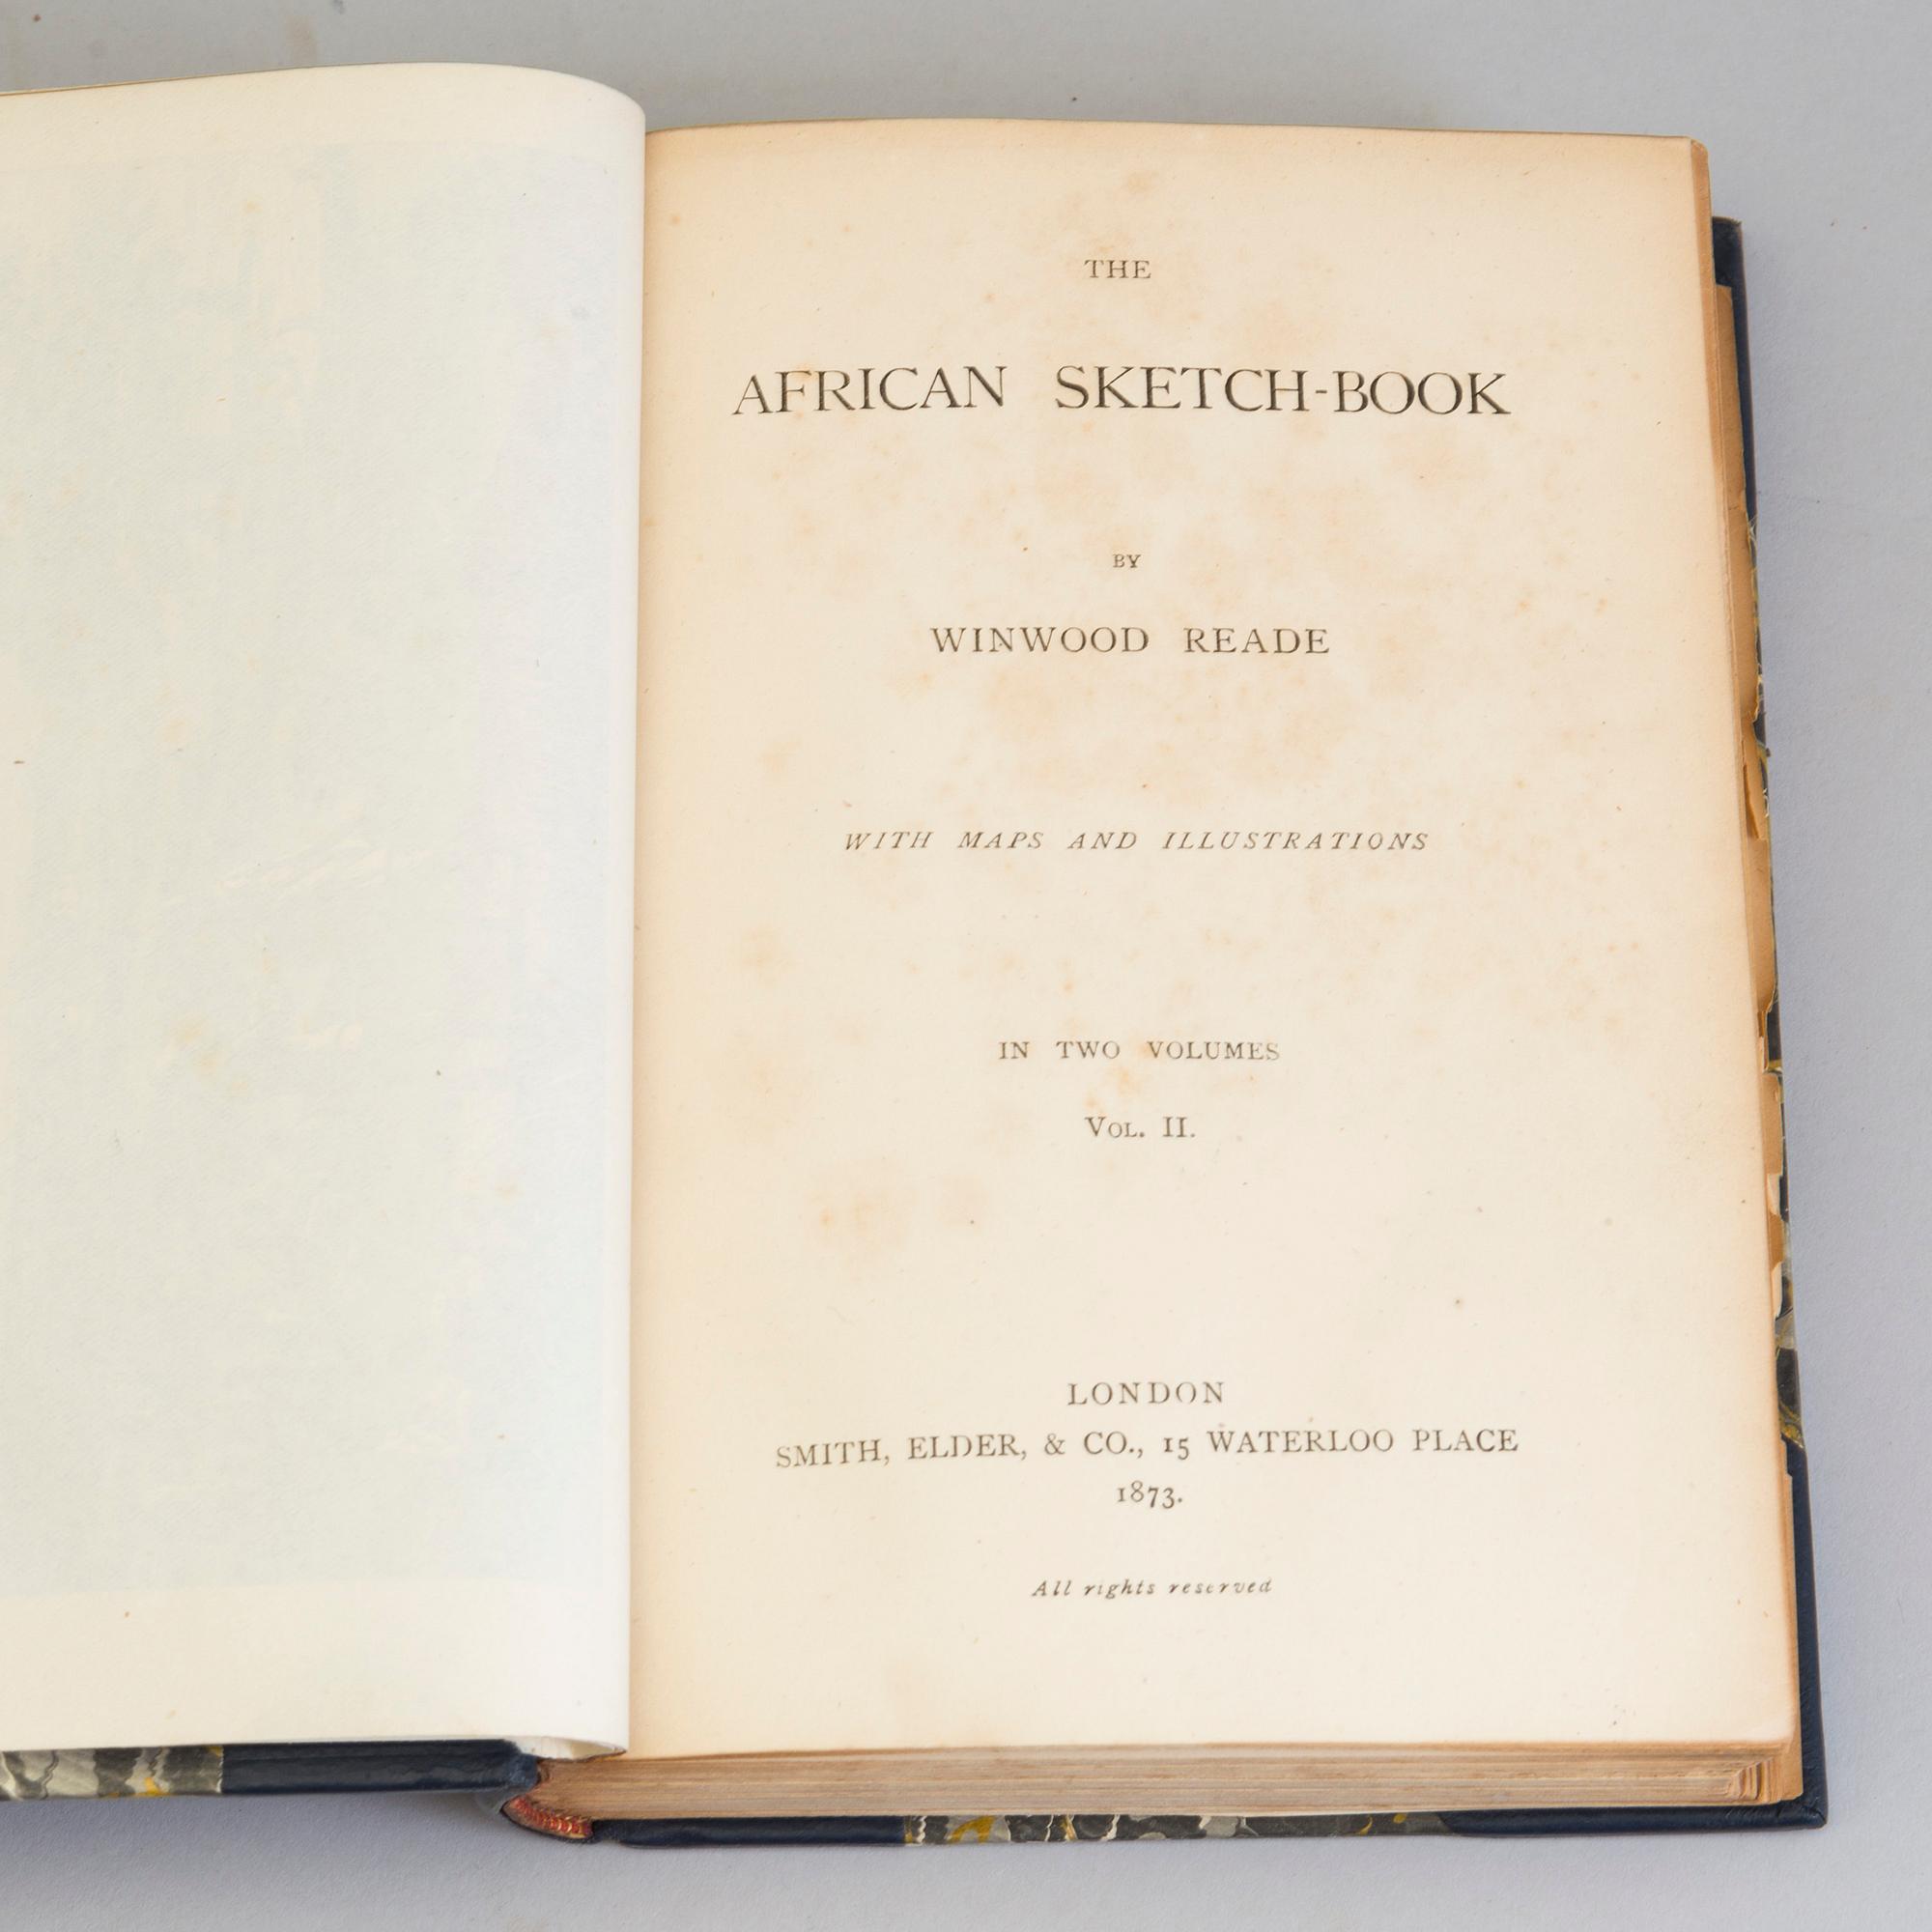 THE
AFRICAN SKETCH-BOOK
BY
WINWOOD READE
WITH MAPS AND ILLUSTRATIONS
IN TWO VOLUMES
VOL. II.
LONDON
SMITH, ELDER, & CO., 15 WATERLOO PLACE
1873.
All rights reserved